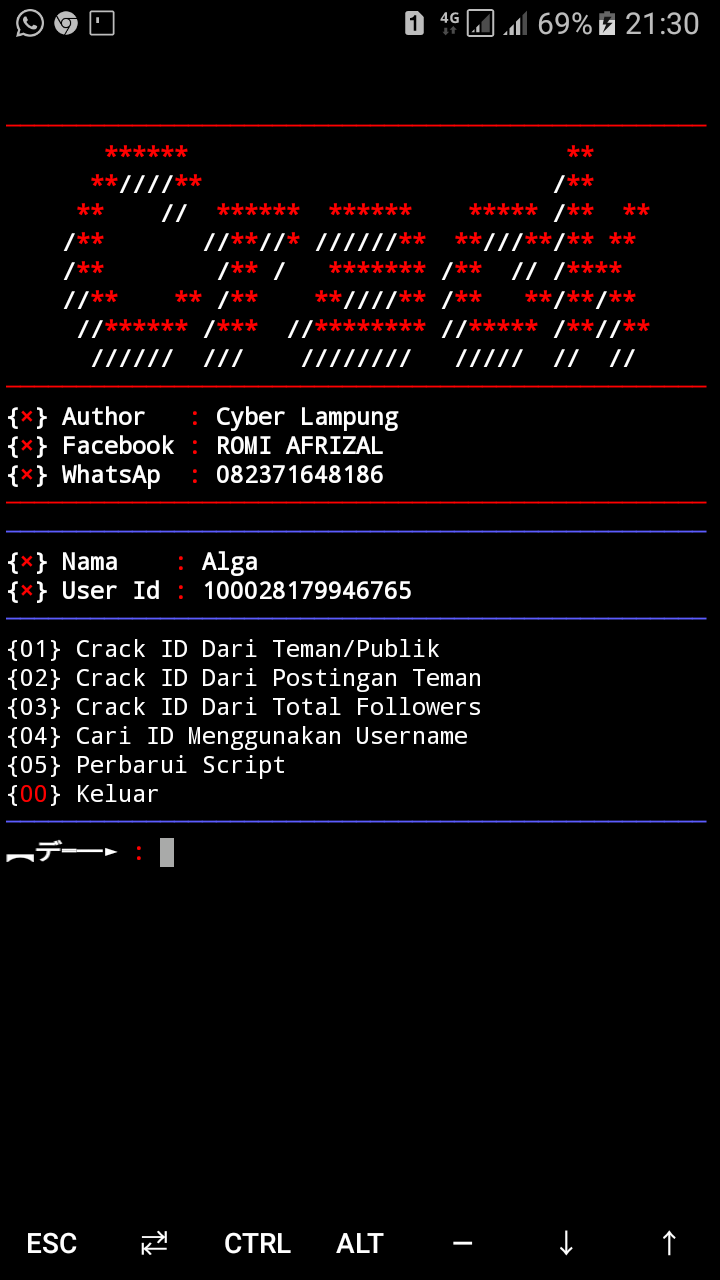 1 4G 69% 21:30
Crack
{×} Author : Cyber Lampung
{×} Facebook : ROMI AFRIZAL
{×} WhatsAp : 082371648186
{×} Nama : Alga
{×} User Id : 100028179946765
{01} Crack ID Dari Teman/Publik
{02} Crack ID Dari Postingan Teman
{03} Crack ID Dari Total Followers
{04} Cari ID Menggunakan Username
{05} Perbarui Script
{00} Keluar
︻デ═一► :
ESC ⇄ CTRL ALT — ↓ ↑